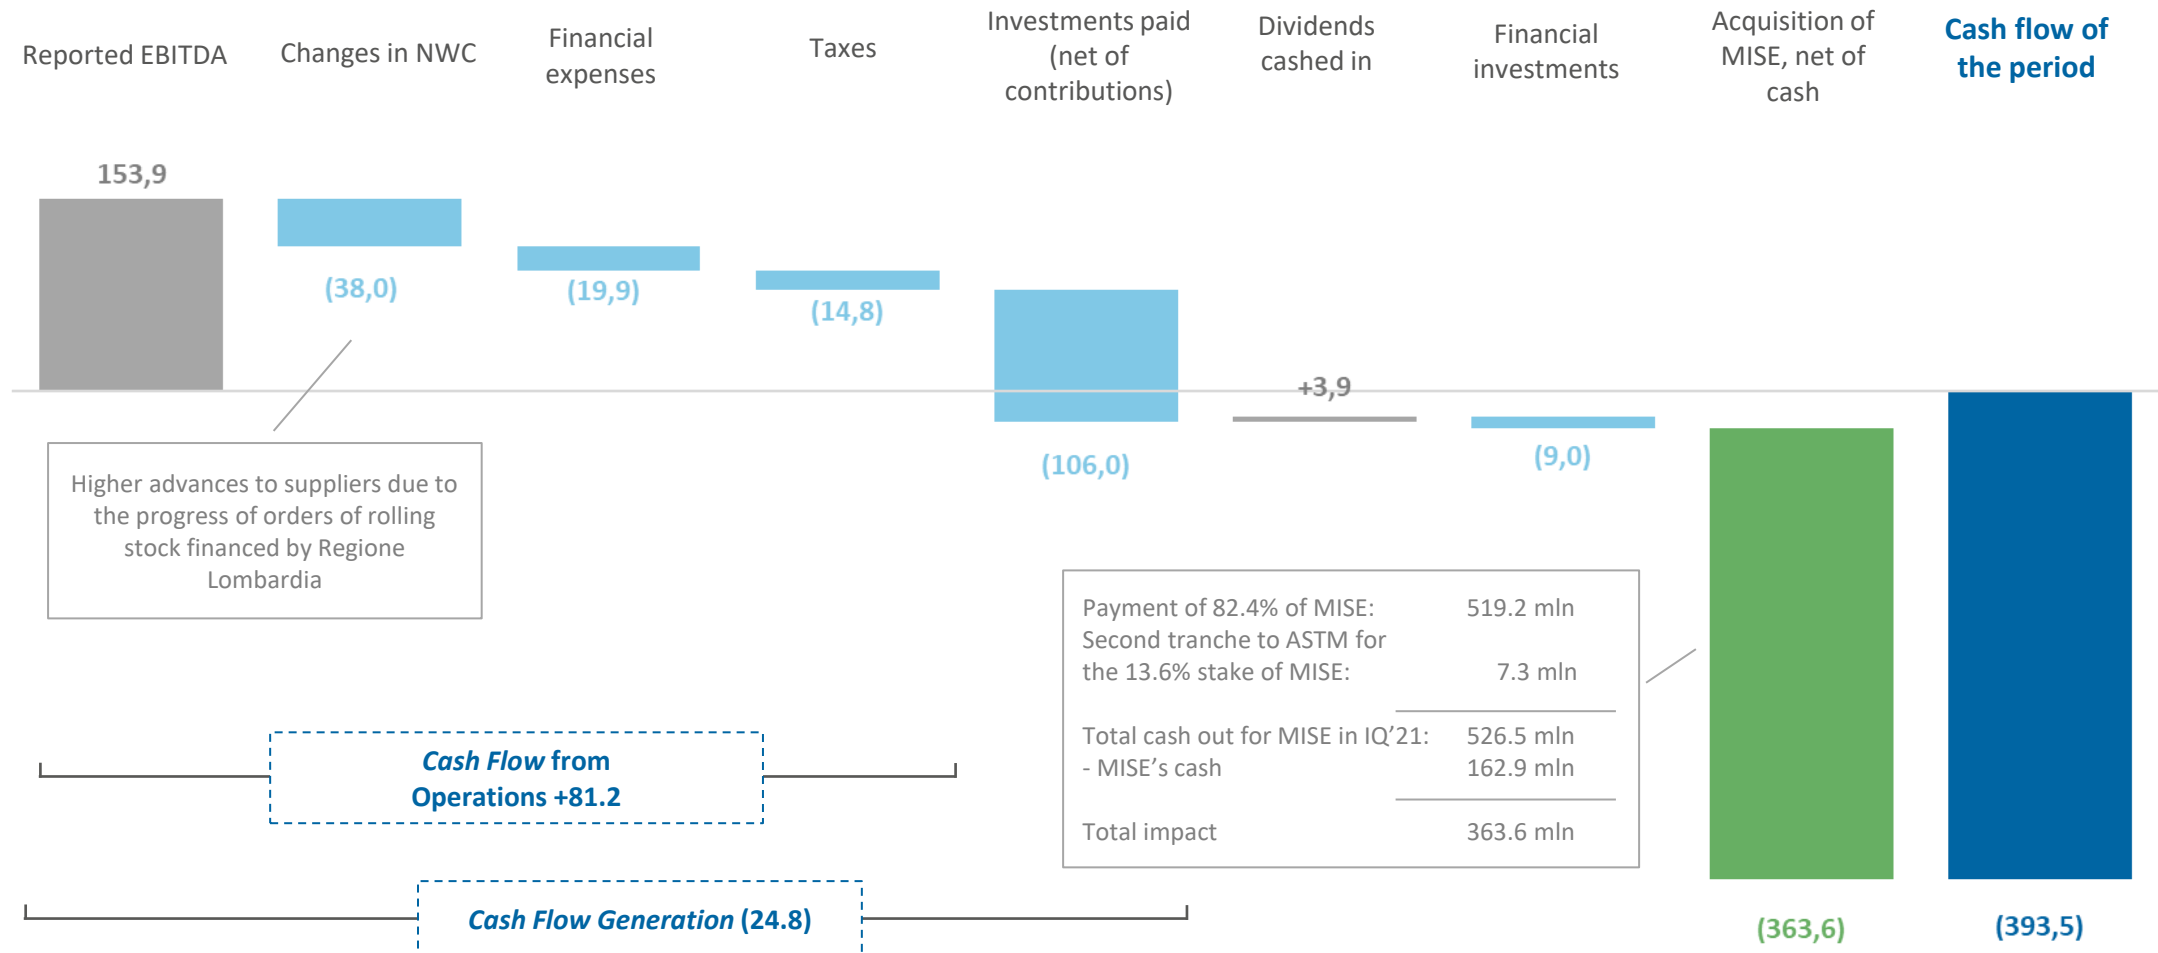 Reported EBITDA
Changes in NWC
Financial
expenses
Taxes
Investments paid
(net of
contributions)
Dividends
cashed in
Financial
investments
Acquisition of
MISE, net of
cash
Cash flow of
the period
153,9
(38,0)
(19,9)
(14,8)
(106,0)
+3,9
(9,0)
(363,6)
(393,5)
Higher advances to suppliers due to
the progress of orders of rolling
stock financed by Regione
Lombardia
Payment of 82.4% of MISE: 519.2 mln
Second tranche to ASTM for
the 13.6% stake of MISE: 7.3 mln
Total cash out for MISE in IQ’21: 526.5 mln
- MISE’s cash 162.9 mln
Total impact 363.6 mln
Cash Flow from
Operations +81.2
Cash Flow Generation (24.8)